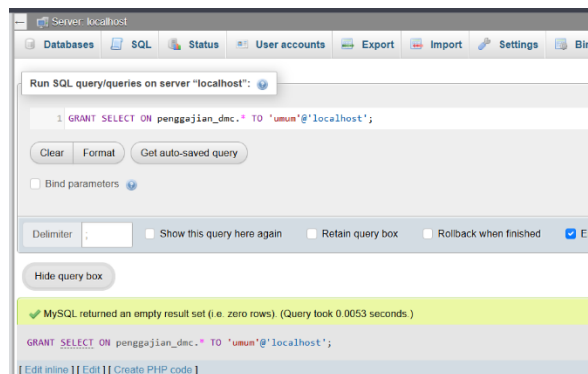 Server: localhost
Databases SQL Status User accounts Export Import Settings Bin
Run SQL query/queries on server “localhost”:
1 GRANT SELECT ON penggajian_dmc.* TO 'umum'@'localhost';
Clear Format Get auto-saved query
Bind parameters
Delimiter ; Show this query here again Retain query box Rollback when finished E
Hide query box
MySQL returned an empty result set (i.e. zero rows). (Query took 0.0053 seconds.)
GRANT SELECT ON penggajian_dmc.* TO 'umum'@'localhost';
[ Edit inline ] [ Edit ] [ Create PHP code ]